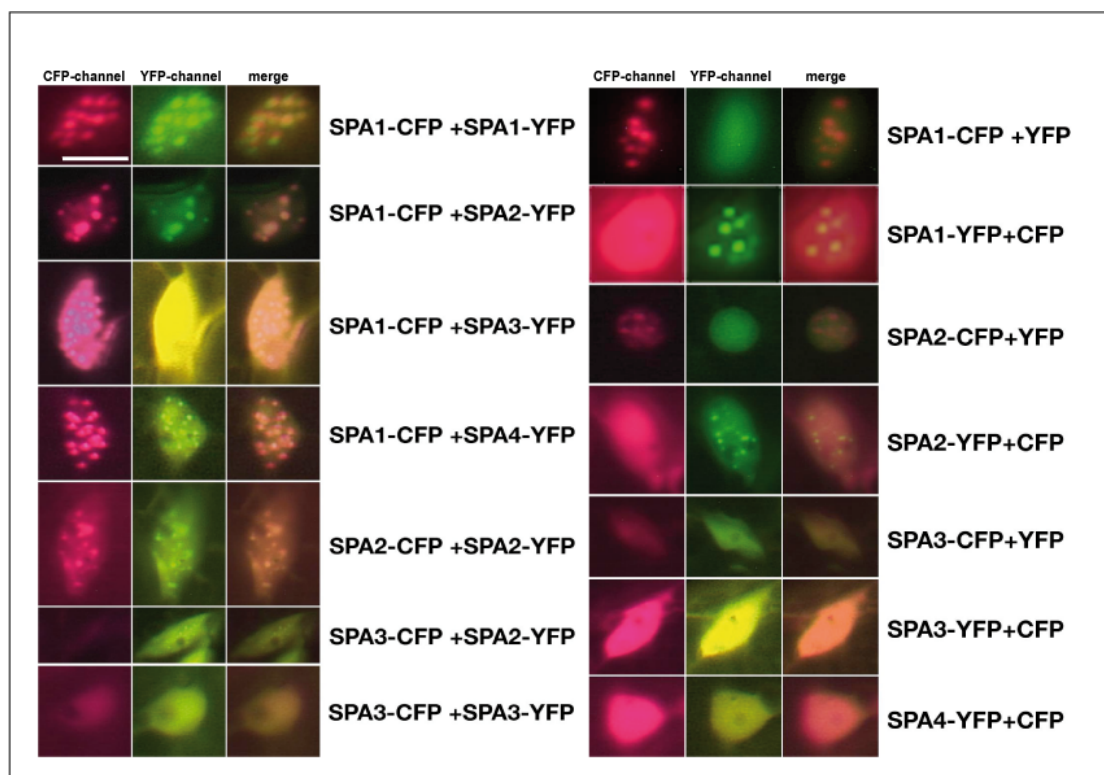 CFP-channel YFP-channel merge
SPA1-CFP +SPA1-YFP
SPA1-CFP +SPA2-YFP
SPA1-CFP +SPA3-YFP
SPA1-CFP +SPA4-YFP
SPA2-CFP +SPA2-YFP
SPA3-CFP +SPA2-YFP
SPA3-CFP +SPA3-YFP
CFP-channel YFP-channel merge
SPA1-CFP +YFP
SPA1-YFP+CFP
SPA2-CFP+YFP
SPA2-YFP+CFP
SPA3-CFP+YFP
SPA3-YFP+CFP
SPA4-YFP+CFP